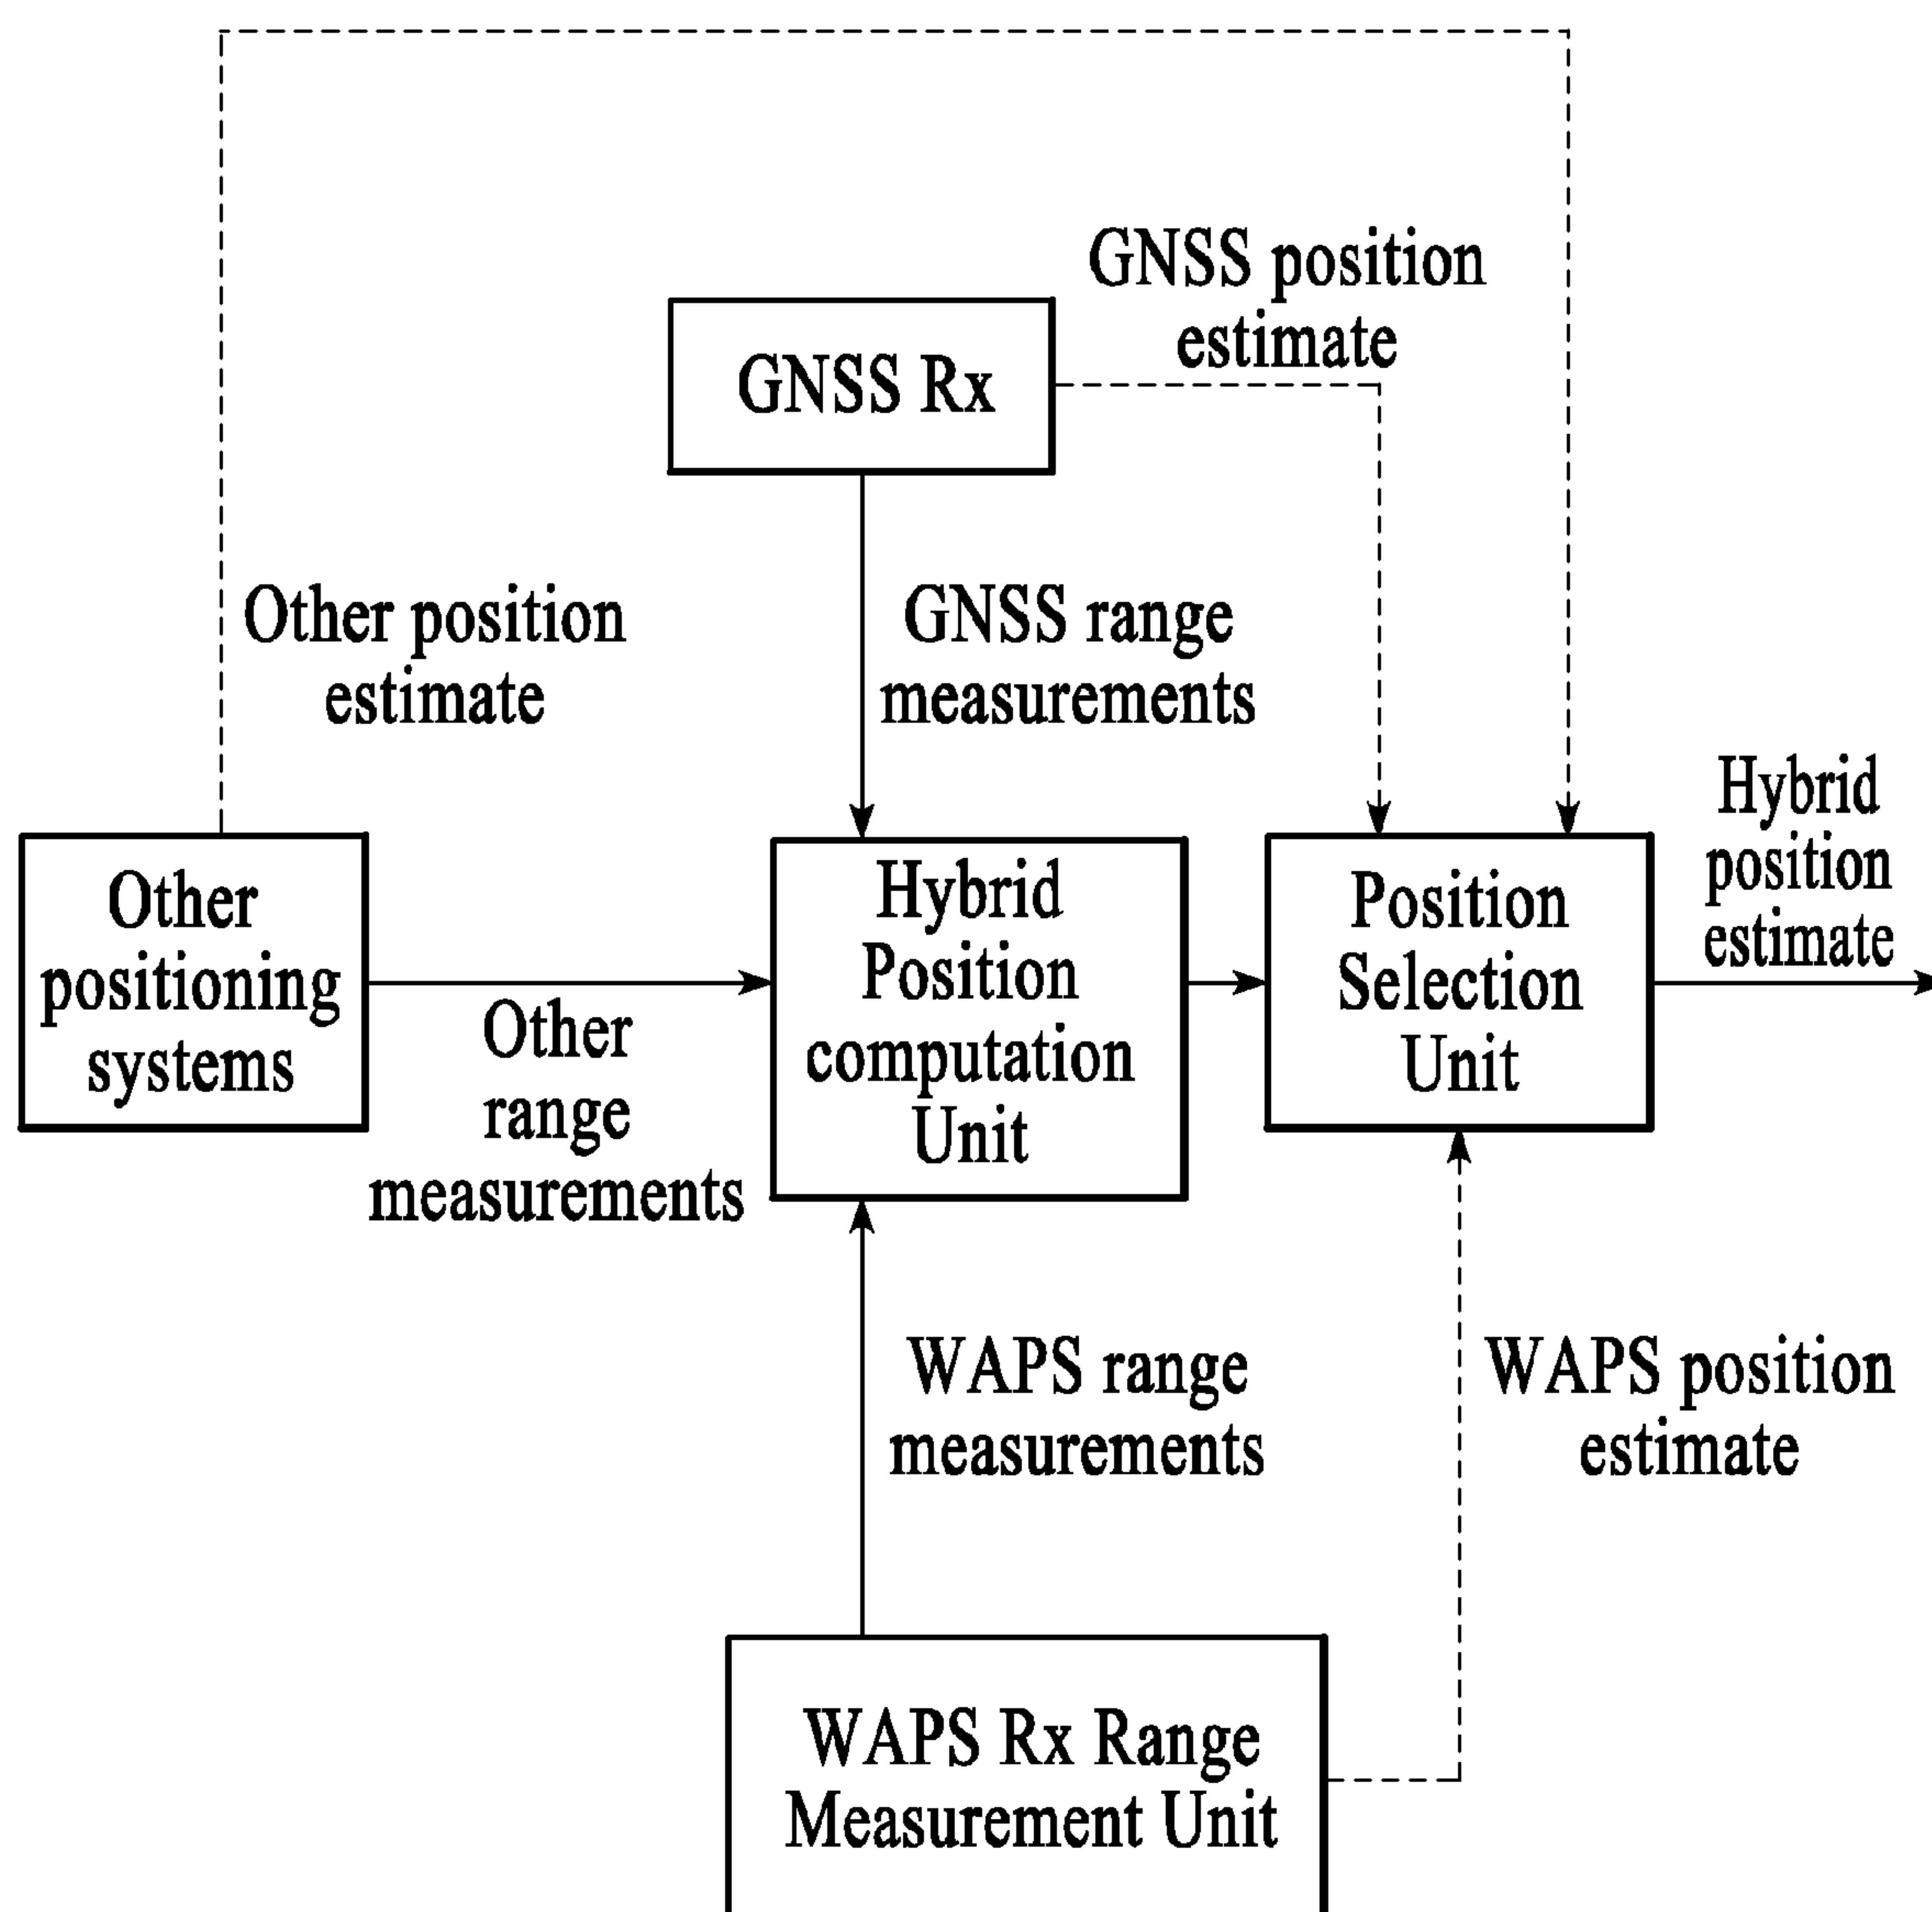 GNSS position
estimate
GNSS Rx
Other position
estimate
GNSS range
measurements
Hybrid
position
estimate
Other
positioning
systems
Other
range
measurements
Hybrid
Position
computation
Unit
Position
Selection
Unit
WAPS range
measurements
WAPS position
estimate
WAPS Rx Range
Measurement Unit